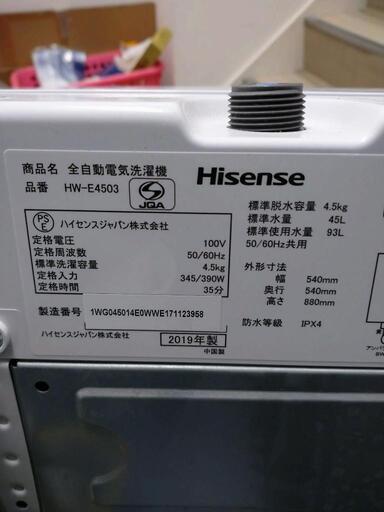 商品名 全自動電気洗濯機
品番 HW-E4503
JQA
Hisense
PS
E
ハイセンスジャパン株式会社
定格電圧 100V
定格周波数 50/60Hz
標準洗濯容量 4.5kg
定格入力 345/390W
定格時間 35分
製造番号 1WG045014E0WWE171123958
ハイセンスジャパン株式会社
2019年製
中国製
標準脱水容量 4.5kg
標準水量 45L
標準使用水量 93L
50/60Hz共用
外形寸法
幅 540mm
奥行 540mm
高さ 880mm
防水等級 IPX4